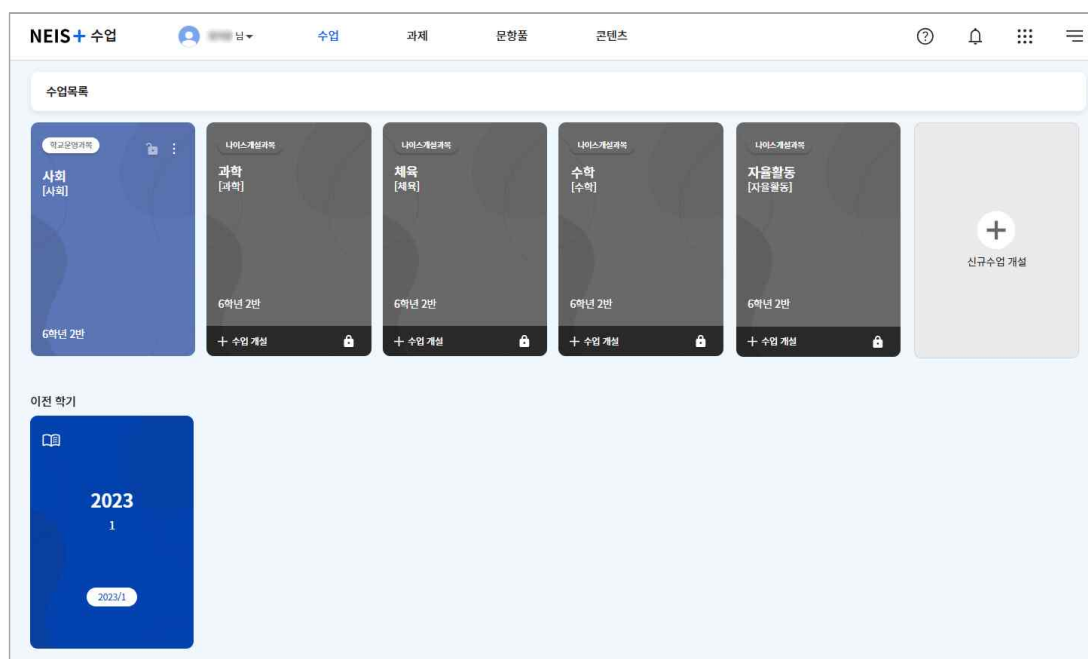 NEIS+ 수업
님
수업
과제
문항풀
콘텐츠
수업목록
학교운영과목
사회
[사회]
6학년 2반
나이스개설과목
과학
[과학]
6학년 2반
+ 수업 개설
나이스개설과목
체육
[체육]
6학년 2반
+ 수업 개설
나이스개설과목
수학
[수학]
6학년 2반
+ 수업 개설
나이스개설과목
자율활동
[자율활동]
6학년 2반
+ 수업 개설
신규수업 개설
이전 학기
2023
1
2023/1